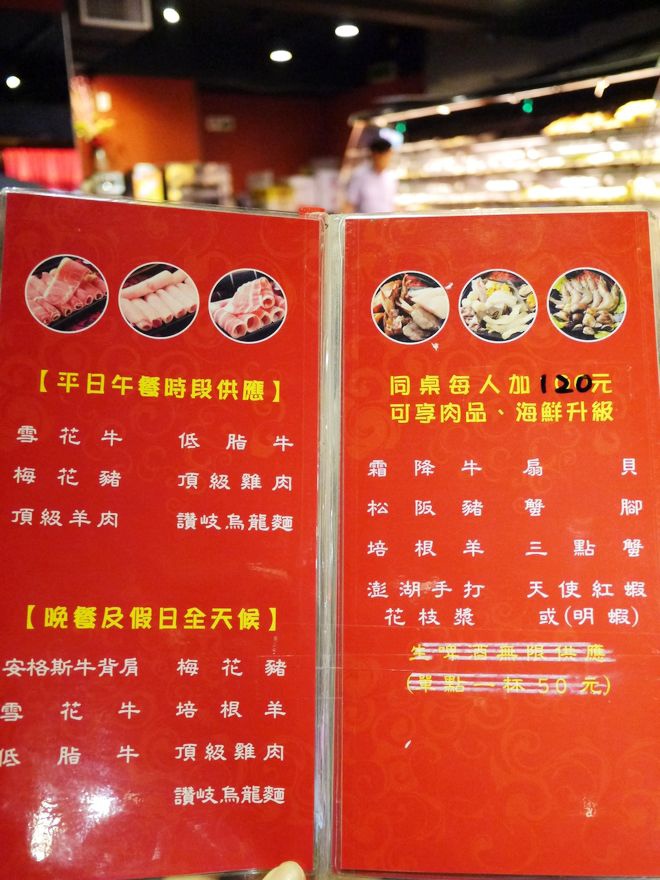 【平日午餐時段供應】
雪花牛 低脂牛
梅花豬 頂級雞肉
頂級羊肉 讚岐烏龍麵
【晚餐及假日全天候】
安格斯牛背肩 梅花豬
雪花牛 培根羊
低脂牛 頂級雞肉
讚岐烏龍麵
同桌每人加120元
可享肉品、海鮮升級
霜降牛 扇貝
松阪豬 蟹腳
培根羊 三點蟹
澎湖手打 天使紅蝦
花枝漿 或(明蝦)
生啤酒無限供應
(單點一杯50元)